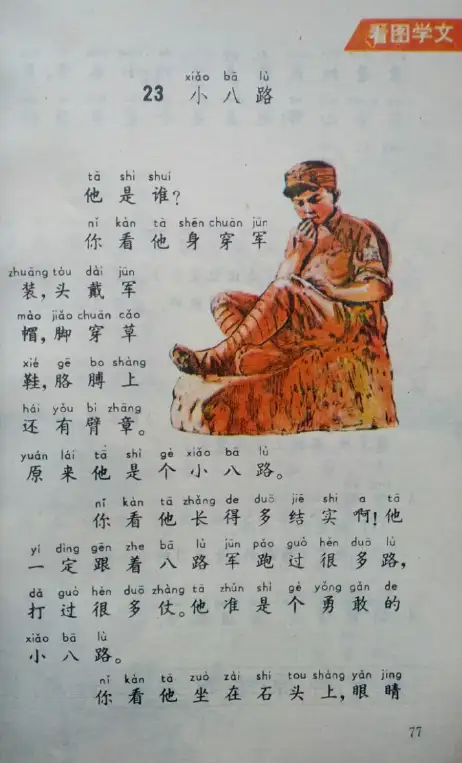 看图学文
xiǎo bā lù
23 小八路
tā shì shuí
他是谁?
nǐ kàn tā shēn chuān jūn
你看他身穿军
zhuāng tóu dài jūn
装,头戴军
mào jiǎo chuān cǎo
帽,脚穿草
xié gē bo shàng
鞋,胳膊上
hái yǒu bì zhāng
还有臂章。
yuán lái tā shì gè xiǎo bā lù
原来他是个小八路。
nǐ kàn tā zhǎng de duō jiē shi a tā
你看他长得多结实啊!他
yí dìng gēn zhe bā lù jūn pǎo guò hěn duō lù
一定跟着八路军跑过很多路,
dǎ guò hěn duō zhàng tā zhǔn shì gè yǒng gǎn de
打过很多仗。他准是个勇敢的
xiǎo bā lù
小八路。
nǐ kàn tā zuò zài shí tou shàng yǎn jing
你看他坐在石头上,眼睛
77